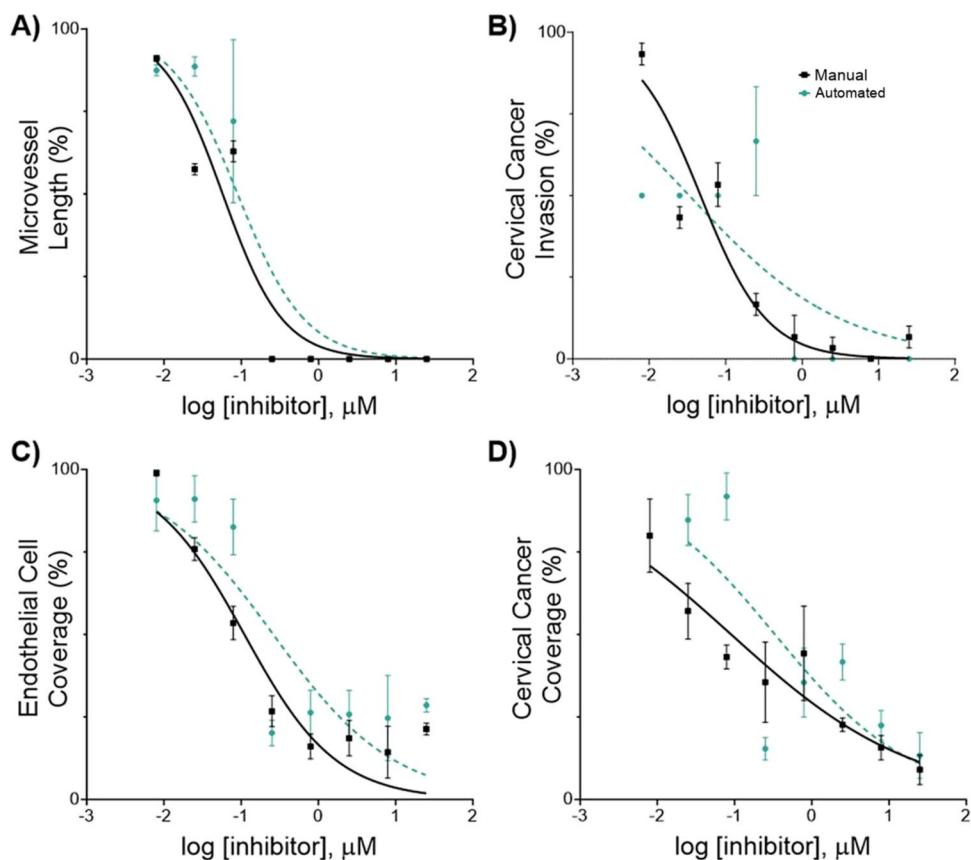 A)
100
Microvessel
Length (%)
0
-3
-2
-1
0
1
2
log [inhibitor], μM
B)
100
Manual
Automated
Cervical Cancer
Invasion (%)
0
-3
-2
-1
0
1
2
log [inhibitor], μM
C)
100
Endothelial Cell
Coverage (%)
0
-3
-2
-1
0
1
2
log [inhibitor], μM
D)
100
Cervical Cancer
Coverage (%)
0
-3
-2
-1
0
1
2
log [inhibitor], μM